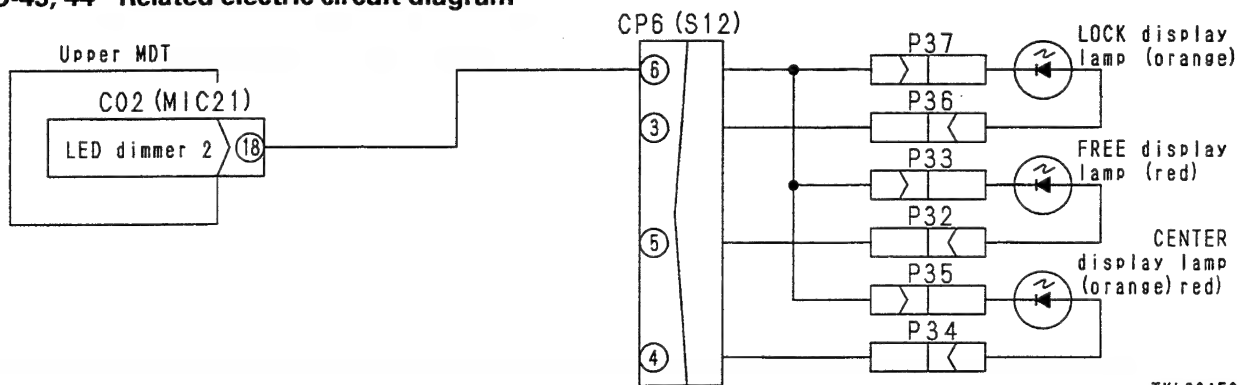 Related electric circuit diagram
CP6 (S12)
Upper MDT
CO2 (MIC21)
LED dimmer 2
18
6
3
5
4
P37
LOCK display
lamp (orange)
P36
P33
FREE display
lamp (red)
P32
P35
CENTER
display lamp
(orange) red)
P34